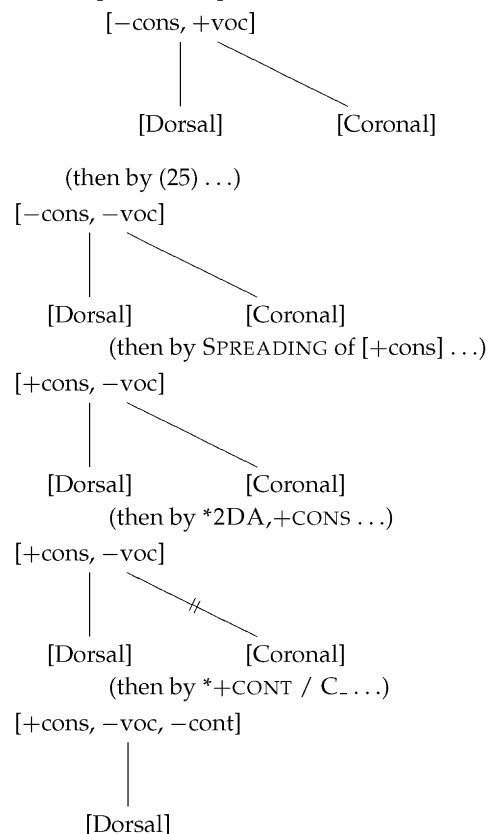 [−cons, +voc]
[Dorsal] [Coronal]
(then by (25) …)
[−cons, −voc]
[Dorsal] [Coronal]
(then by SPREADING of [+cons] …)
[+cons, −voc]
[Dorsal] [Coronal]
(then by *2DA,+CONS …)
[+cons, −voc]
[Dorsal] [Coronal]
(then by *+CONT / C_ …)
[+cons, −voc, −cont]
[Dorsal]